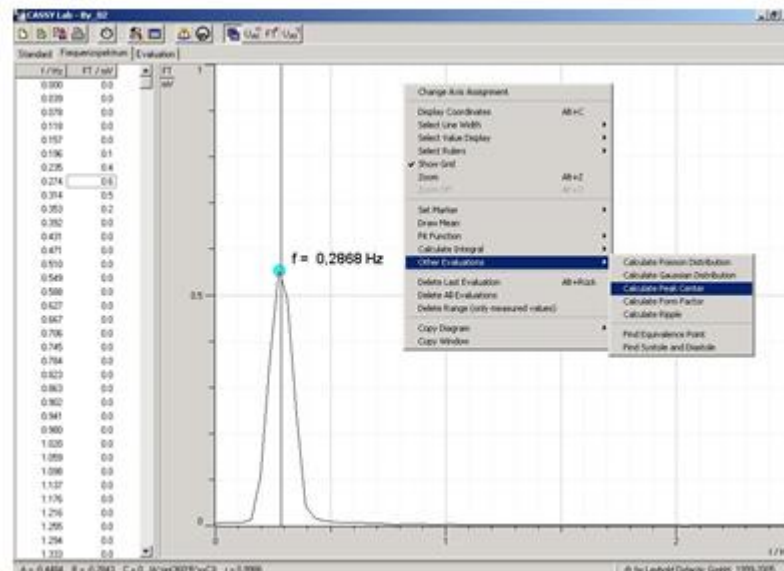 CASSY Lab - By_02
Standard Frequenzspektrum Evaluation
f / Hz FT / mV
0.000 0.0
0.039 0.0
0.078 0.0
0.118 0.0
0.157 0.0
0.196 0.1
0.235 0.4
0.274 0.6
0.314 0.5
0.353 0.2
0.392 0.0
0.431 0.0
0.471 0.0
0.510 0.0
0.549 0.0
0.588 0.0
0.627 0.0
0.667 0.0
0.706 0.0
0.745 0.0
0.784 0.0
0.823 0.0
0.863 0.0
0.902 0.0
0.941 0.0
0.980 0.0
1.020 0.0
1.059 0.0
1.098 0.0
1.137 0.0
1.176 0.0
1.216 0.0
1.255 0.0
1.294 0.0
1.333 0.0
FT
mV
1
0.5
0
f = 0,2868 Hz
0
1
2
Change Axis Assignment
Display Coordinates Alt+C
Select Line Width
Select Value Display
Select Rulers
Show Grid
Zoom Alt+Z
Zoom Off Alt+O
Set Marker
Draw Mean
Fit Function
Calculate Integral
Other Evaluations
Delete Last Evaluation
Delete All Evaluations
Delete Range (only measured values)
Copy Diagram
Copy Window
Calculate Poisson Distribution
Calculate Gaussian Distribution
Calculate Peak Center
Calculate Form Factor
Calculate Ripple
Find Equivalence Point
Find Systole and Diastole
© by Leybold Didactic GmbH, 1999-2005